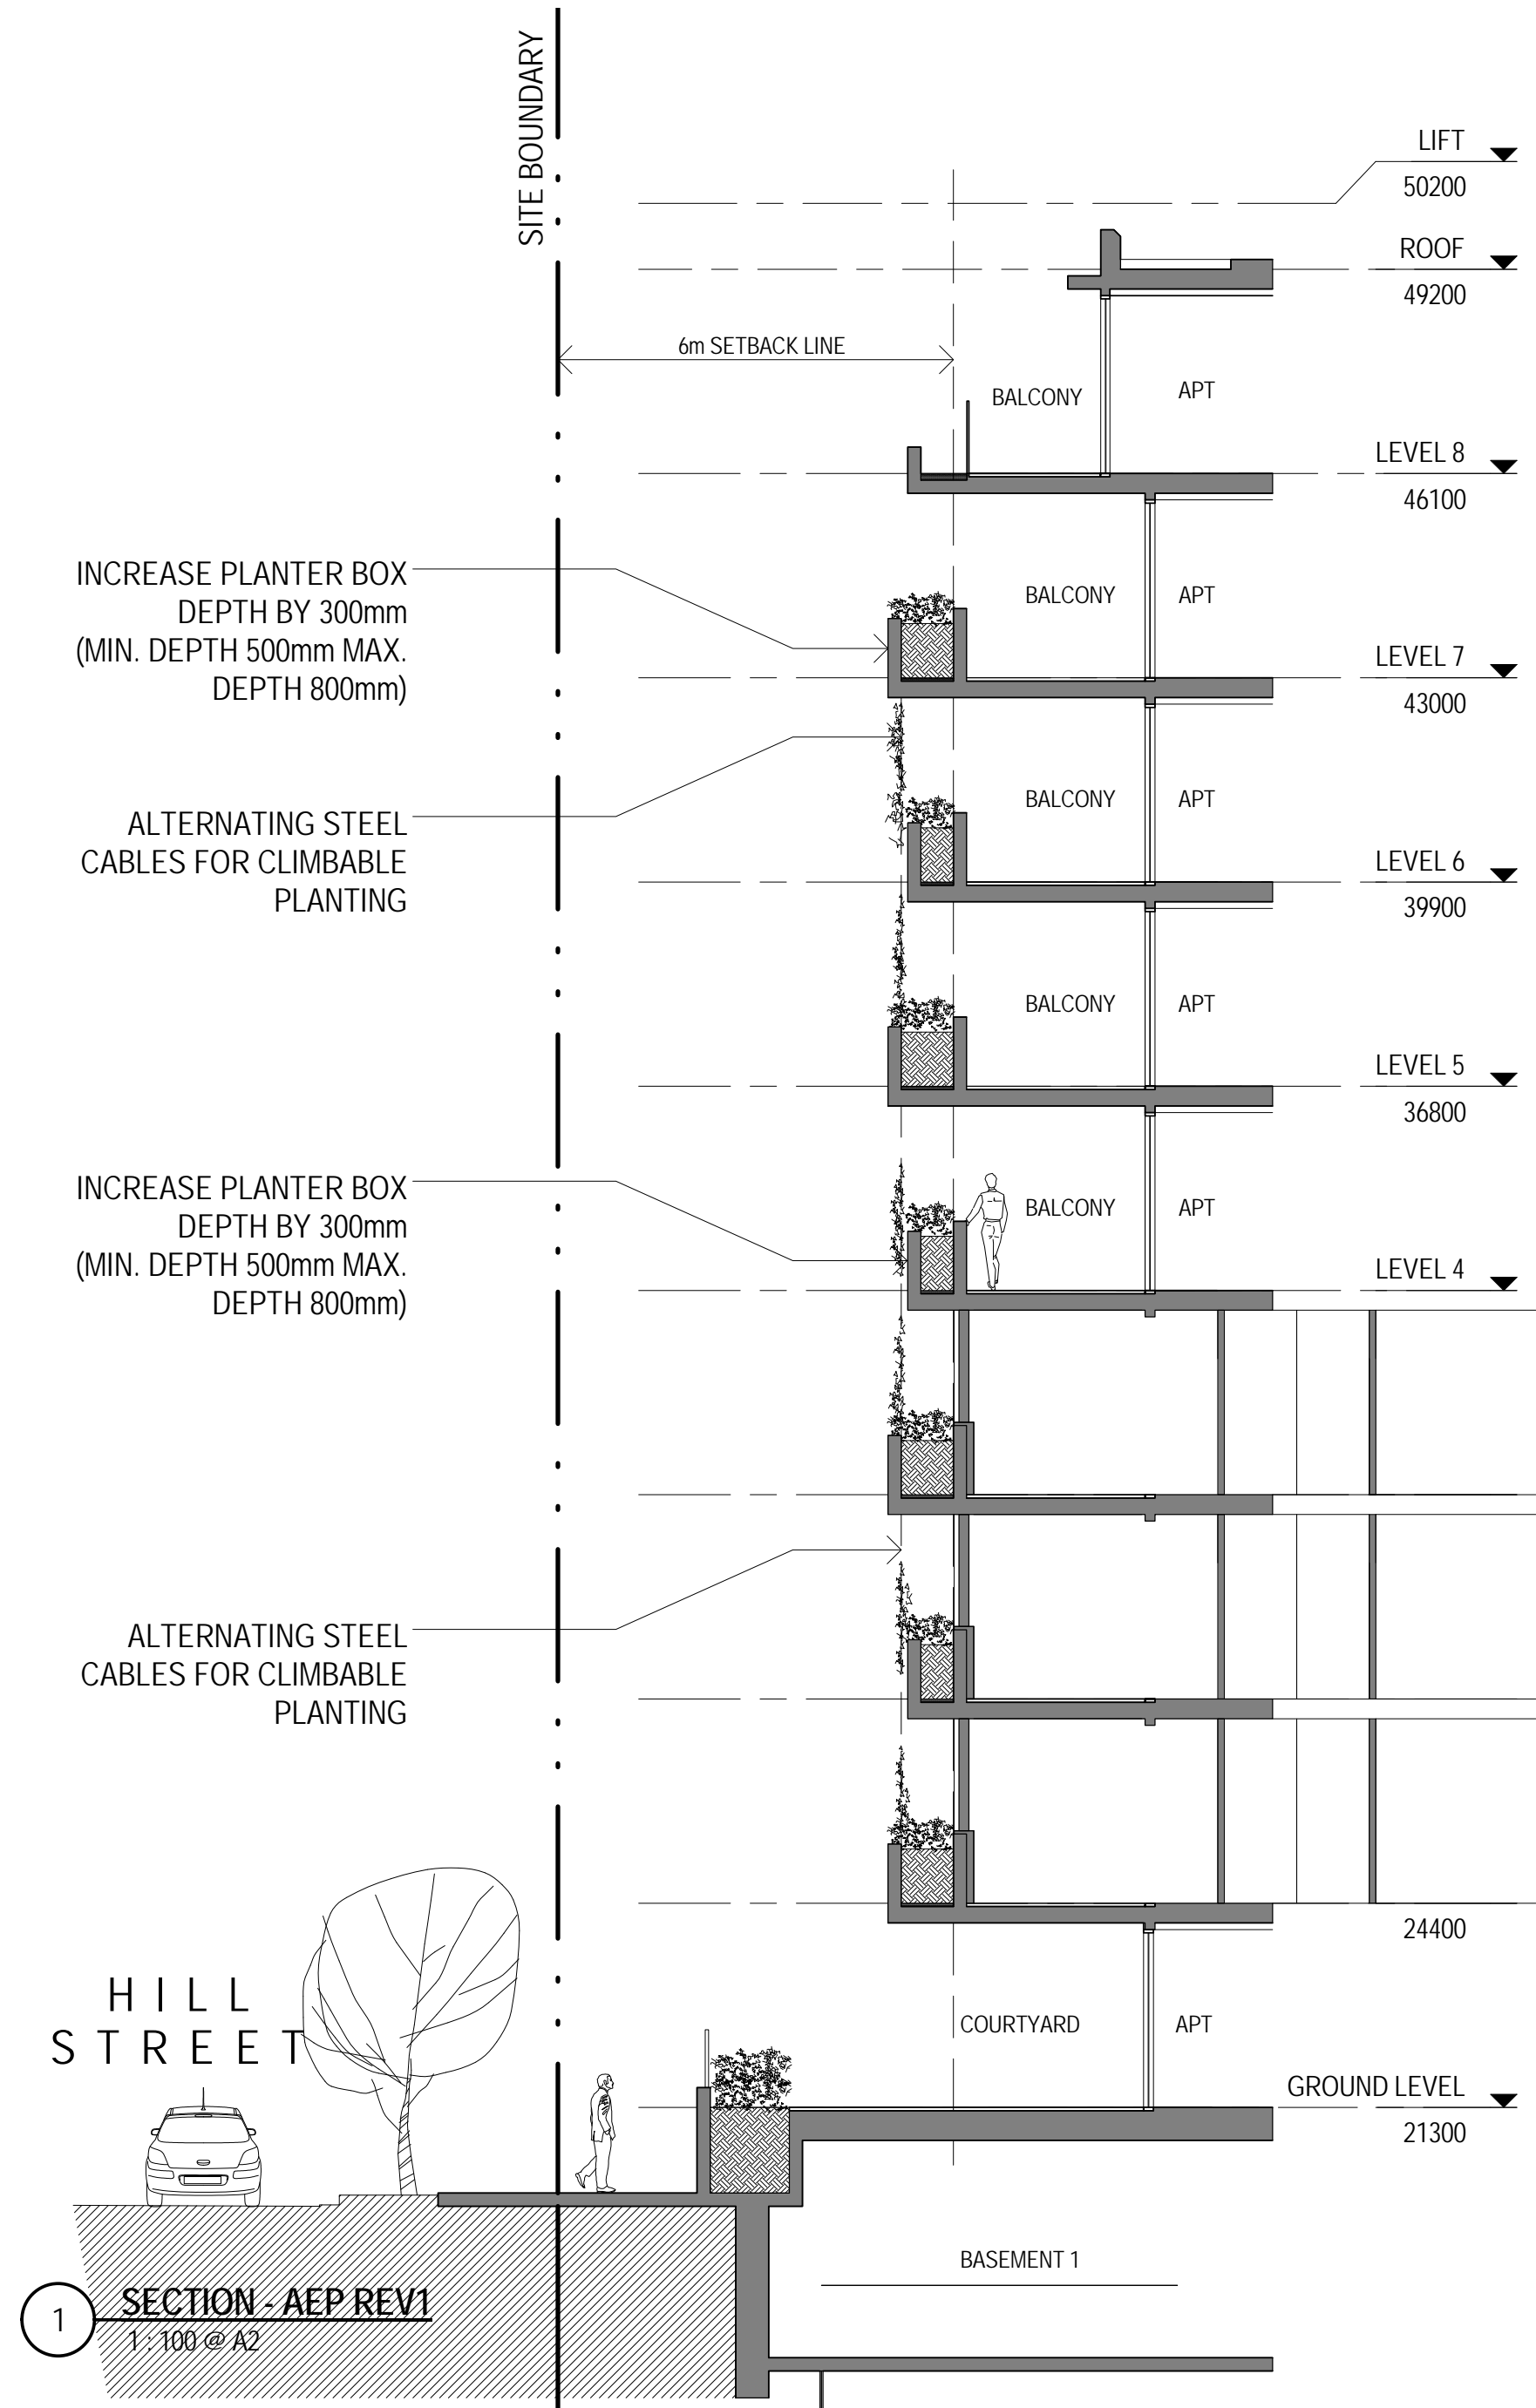 SITE BOUNDARY
LIFT
50200
ROOF
49200
6m SETBACK LINE
BALCONY
APT
LEVEL 8
46100
INCREASE PLANTER BOX
DEPTH BY 300mm
(MIN. DEPTH 500mm MAX.
DEPTH 800mm)
BALCONY
APT
LEVEL 7
43000
ALTERNATING STEEL
CABLES FOR CLIMBABLE
PLANTING
BALCONY
APT
LEVEL 6
39900
BALCONY
APT
LEVEL 5
36800
INCREASE PLANTER BOX
DEPTH BY 300mm
(MIN. DEPTH 500mm MAX.
DEPTH 800mm)
BALCONY
APT
LEVEL 4
ALTERNATING STEEL
CABLES FOR CLIMBABLE
PLANTING
24400
HILL
STREET
COURTYARD
APT
GROUND LEVEL
21300
BASEMENT 1
1
SECTION - AEP REV1
1 : 100 @ A2